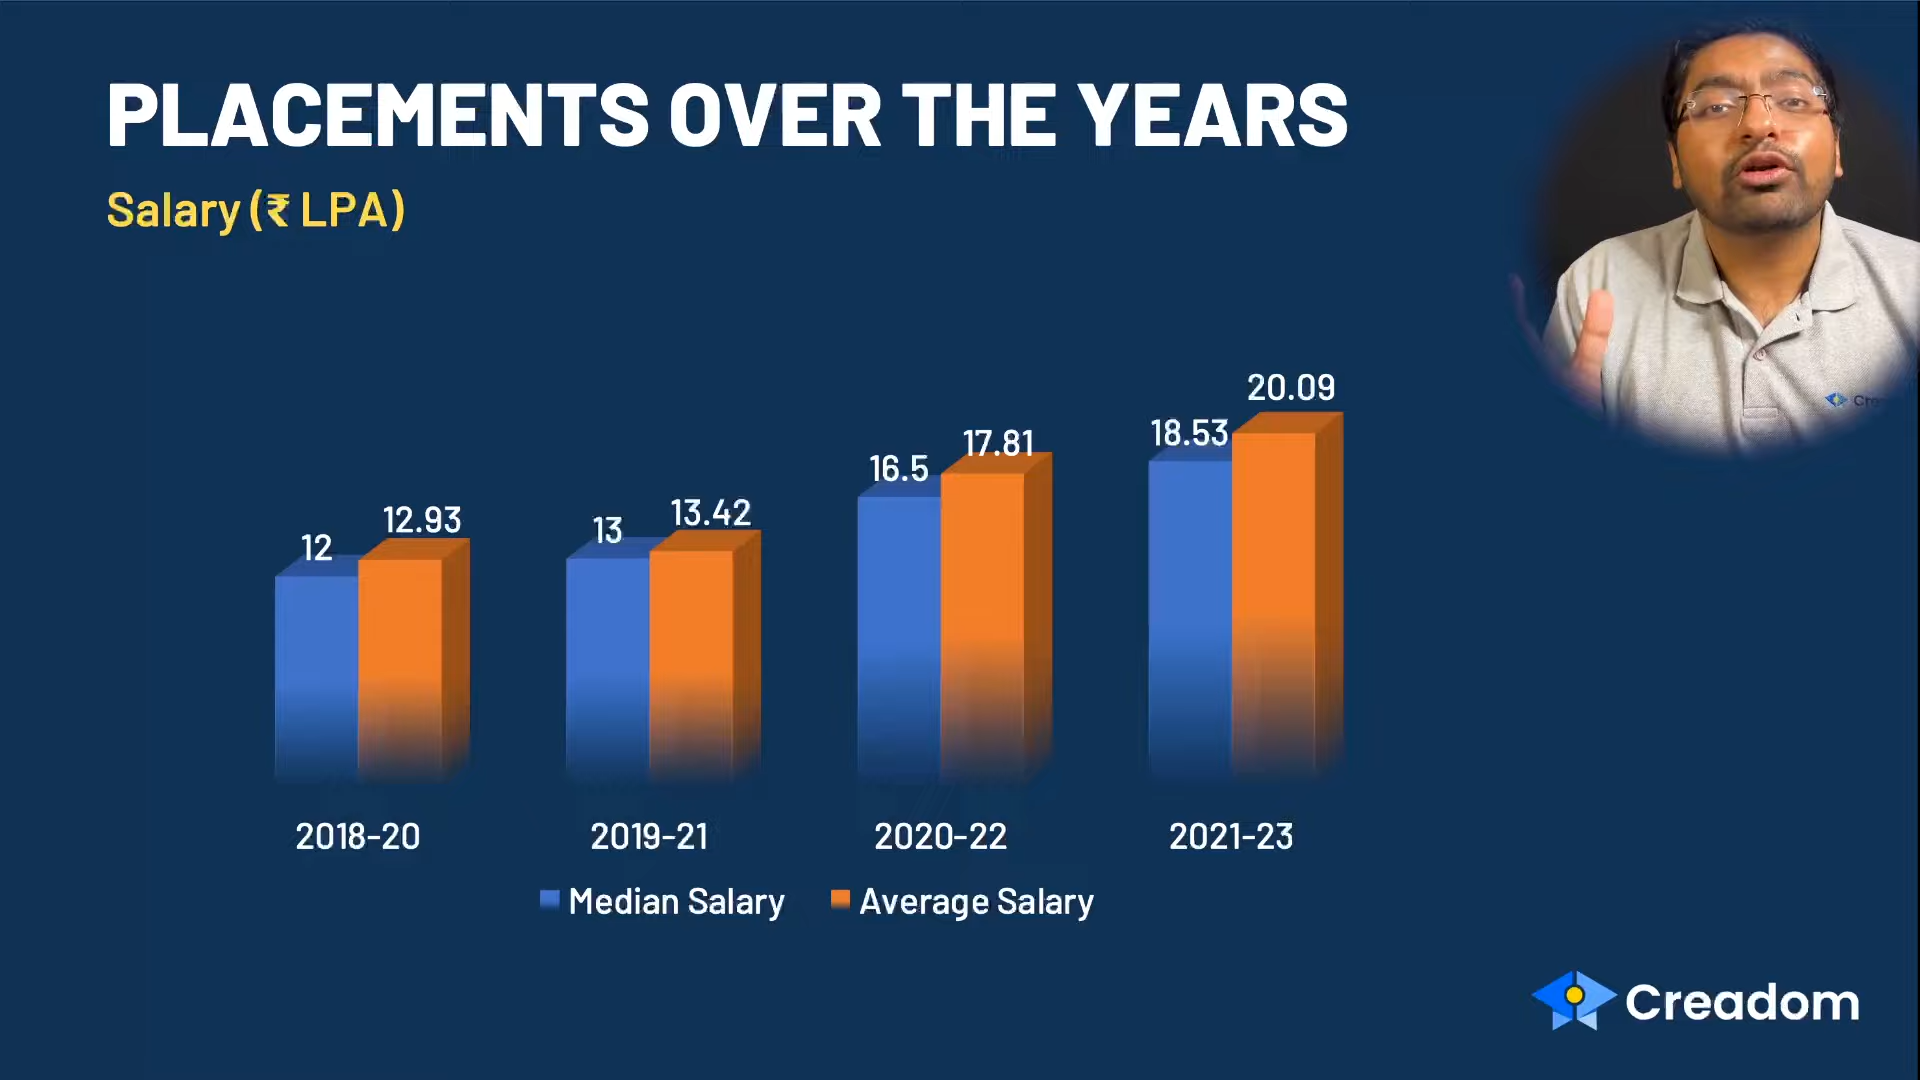 PLACEMENTS OVER THE YEARS
Salary (₹ LPA)
12
12.93
13
13.42
16.5
17.81
18.53
20.09
2018-20
2019-21
2020-22
2021-23
Median Salary
Average Salary
Creadom